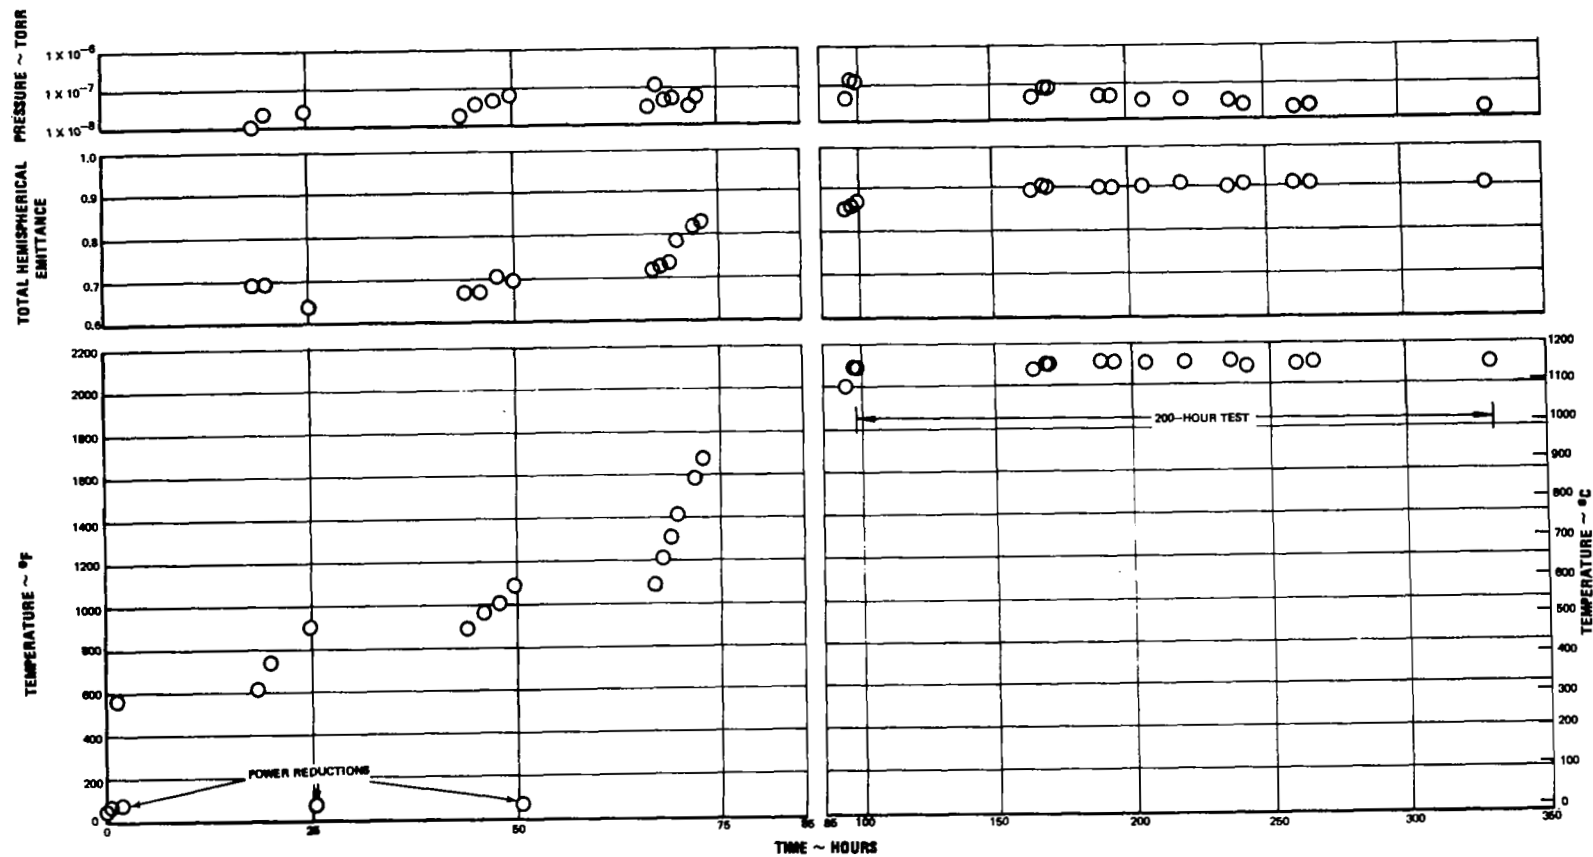 PRESSURE ~ TORR
1 X 10⁻⁶
1 X 10⁻⁷
1 X 10⁻⁸
TOTAL HEMISPHERICAL
EMITTANCE
1.0
0.9
0.8
0.7
0.6
TEMPERATURE ~ ºF
2200
2000
1800
1600
1400
1200
1000
800
600
400
200
0
POWER REDUCTIONS
200-HOUR TEST
1200
1100
1000
900
800
700
600
500
400
300
200
100
0
TEMPERATURE ~ ºC
0 25 50 75 85 85 100 150 200 250 300 350
TIME ~ HOURS